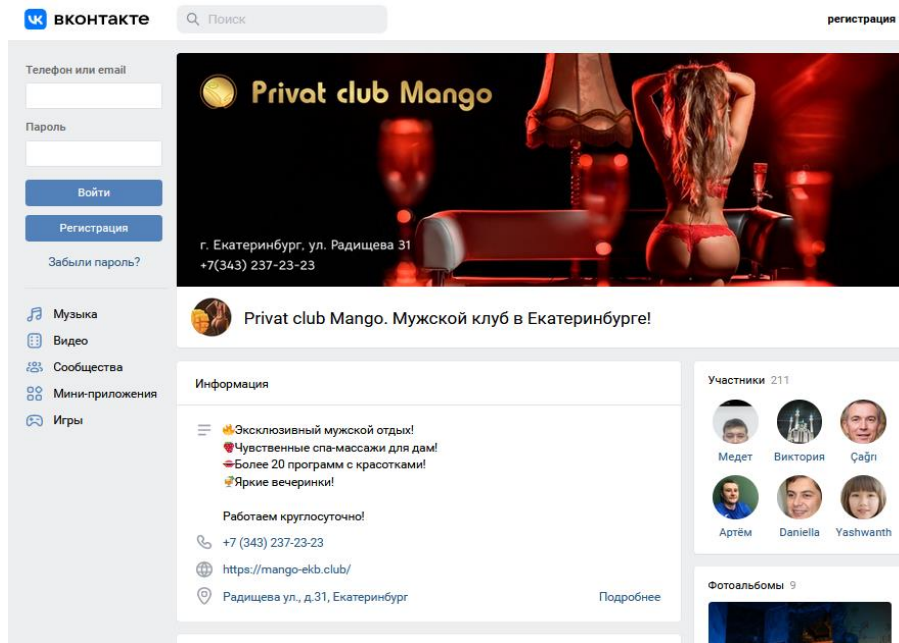 вконтакте
Поиск
регистрация
Телефон или email
Пароль
Войти
Регистрация
Забыли пароль?
Музыка
Видео
Сообщества
Мини-приложения
Игры
Privat club Mango
г. Екатеринбург, ул. Радищева 31
+7(343) 237-23-23
Privat club Mango. Мужской клуб в Екатеринбурге!
Информация
Эксклюзивный мужской отдых!
Чувственные спа-массажи для дам!
Более 20 программ с красотками!
Яркие вечеринки!
Работаем круглосуточно!
+7 (343) 237-23-23
https://mango-ekb.club/
Радищева ул., д.31, Екатеринбург
Подробнее
Участники 211
Медет Виктория Çağrı
Артём Daniella Yashwanth
Фотоальбомы 9